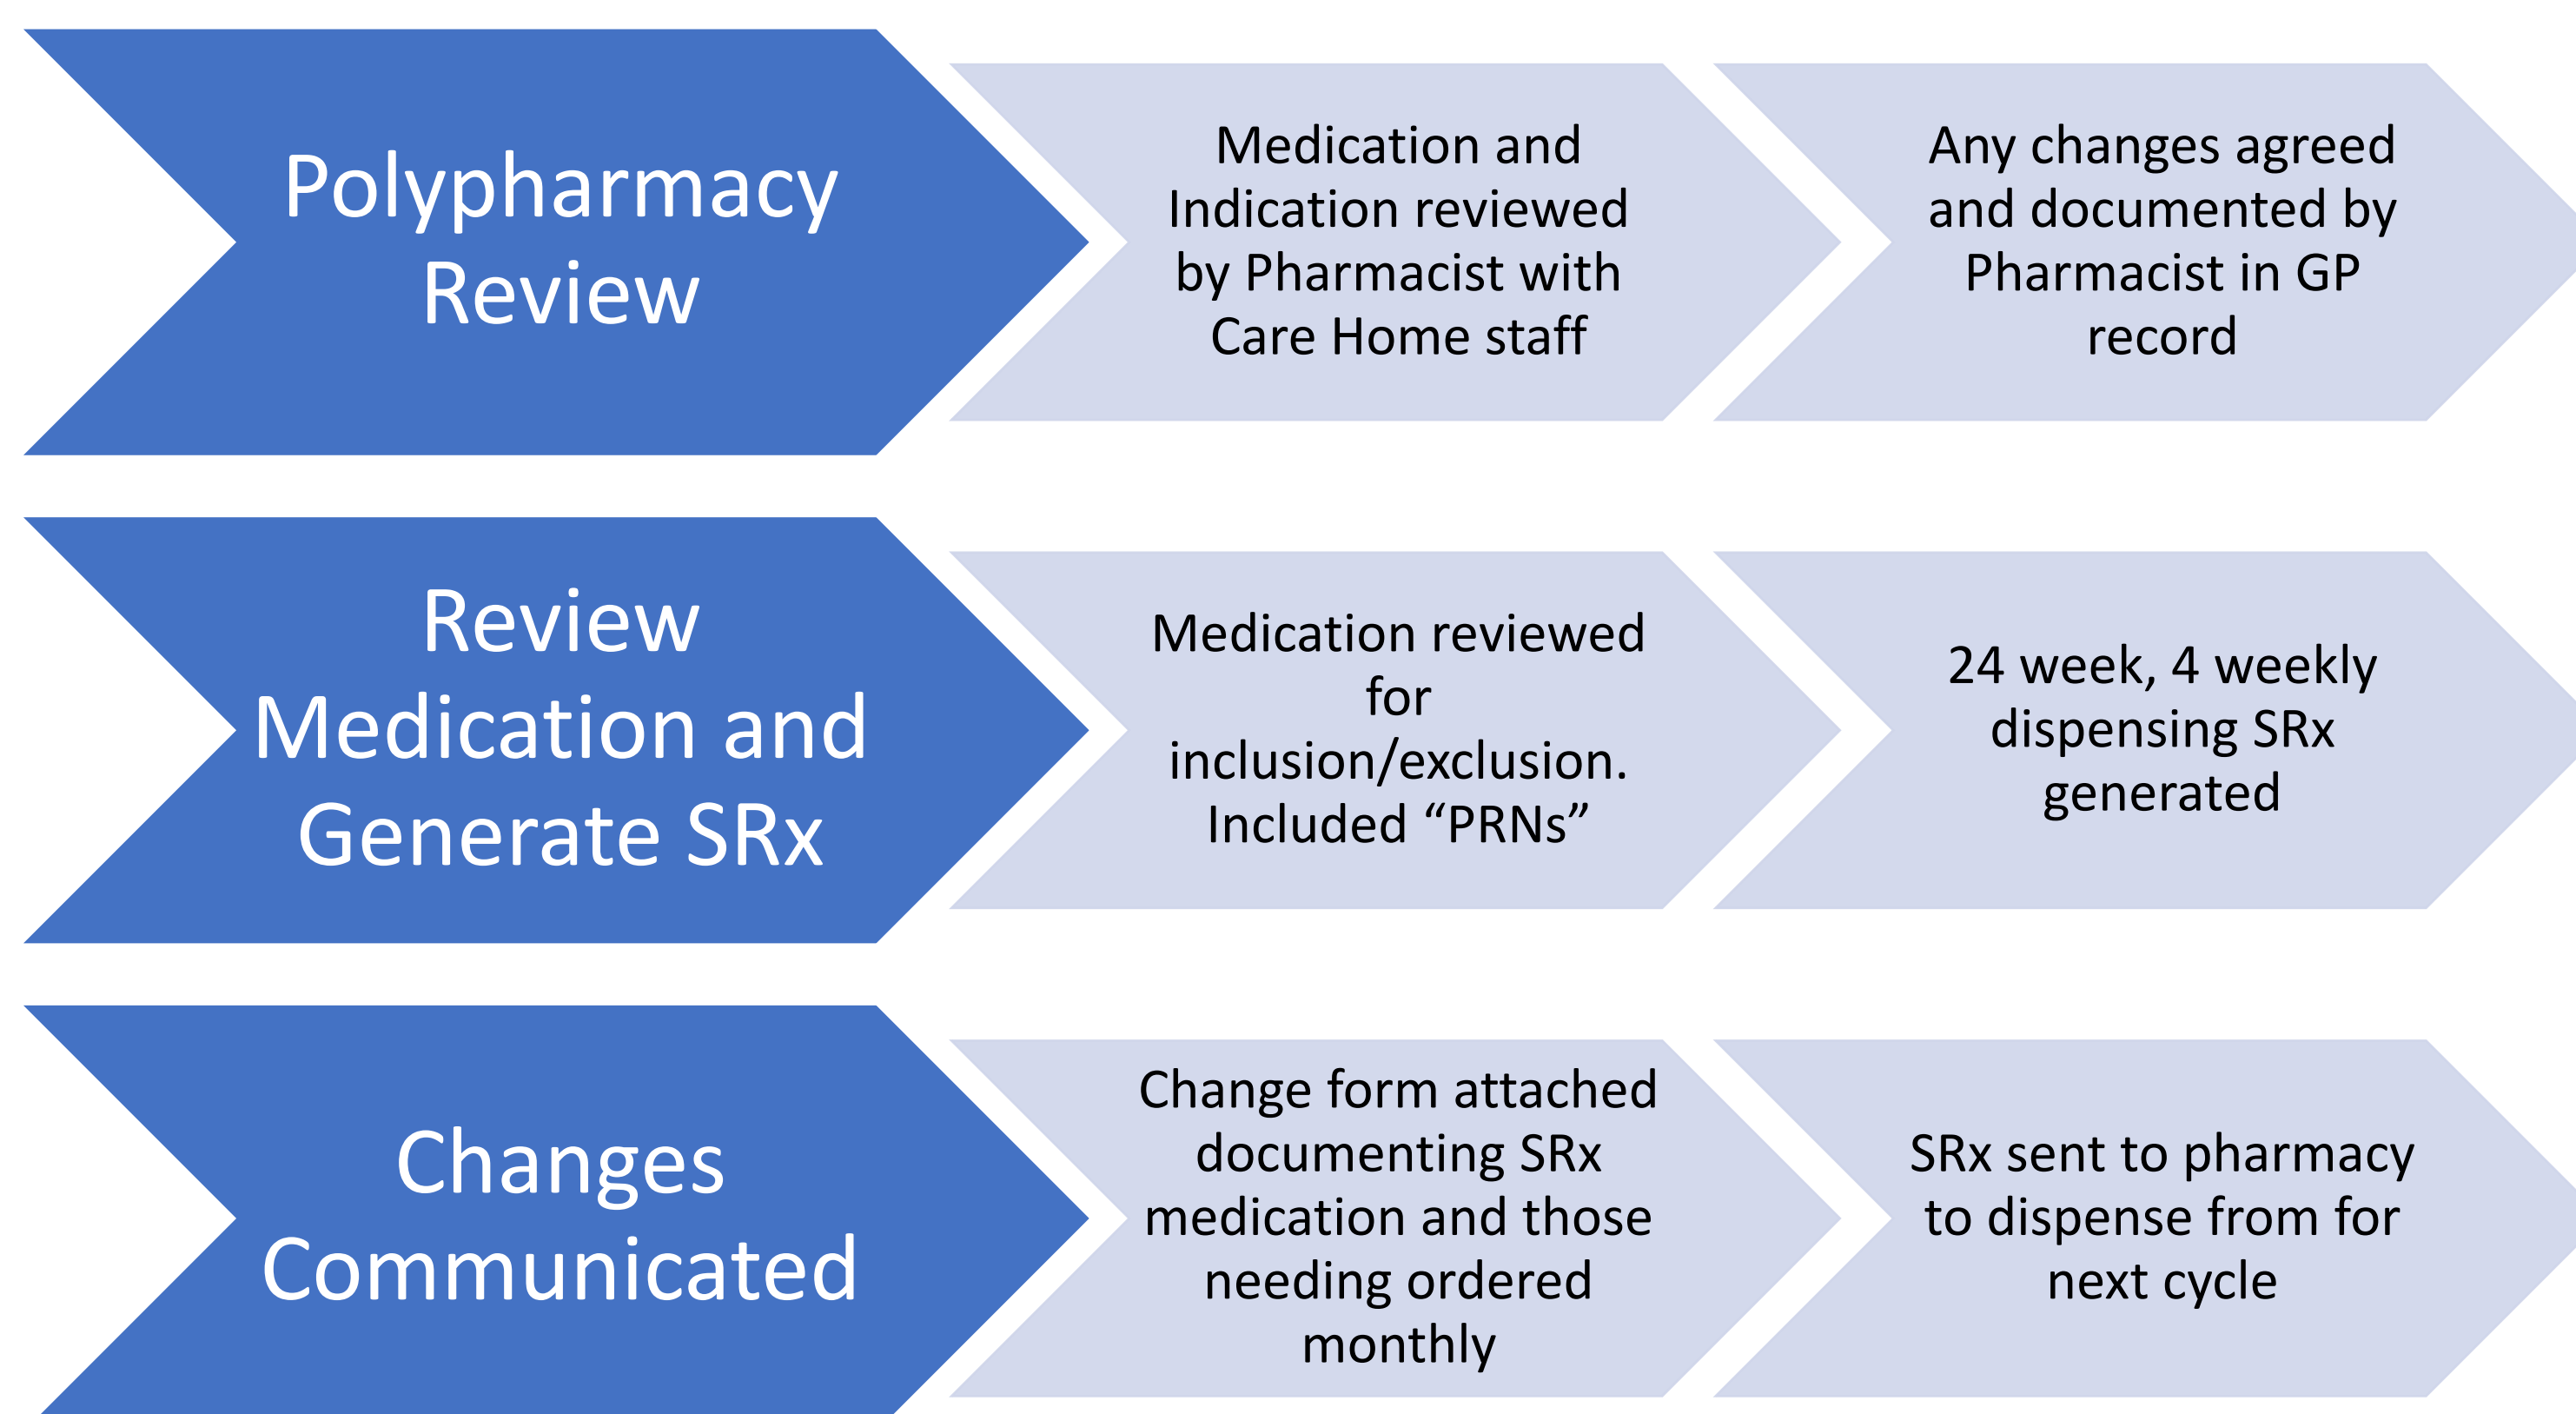 Polypharmacy
Review
Medication and
Indication reviewed
by Pharmacist with
Care Home staff
Any changes agreed
and documented by
Pharmacist in GP
record
Review
Medication and
Generate SRx
Medication reviewed
for
inclusion/exclusion.
Included “PRNs”
24 week, 4 weekly
dispensing SRx
generated
Changes
Communicated
Change form attached
documenting SRx
medication and those
needing ordered
monthly
SRx sent to pharmacy
to dispense from for
next cycle